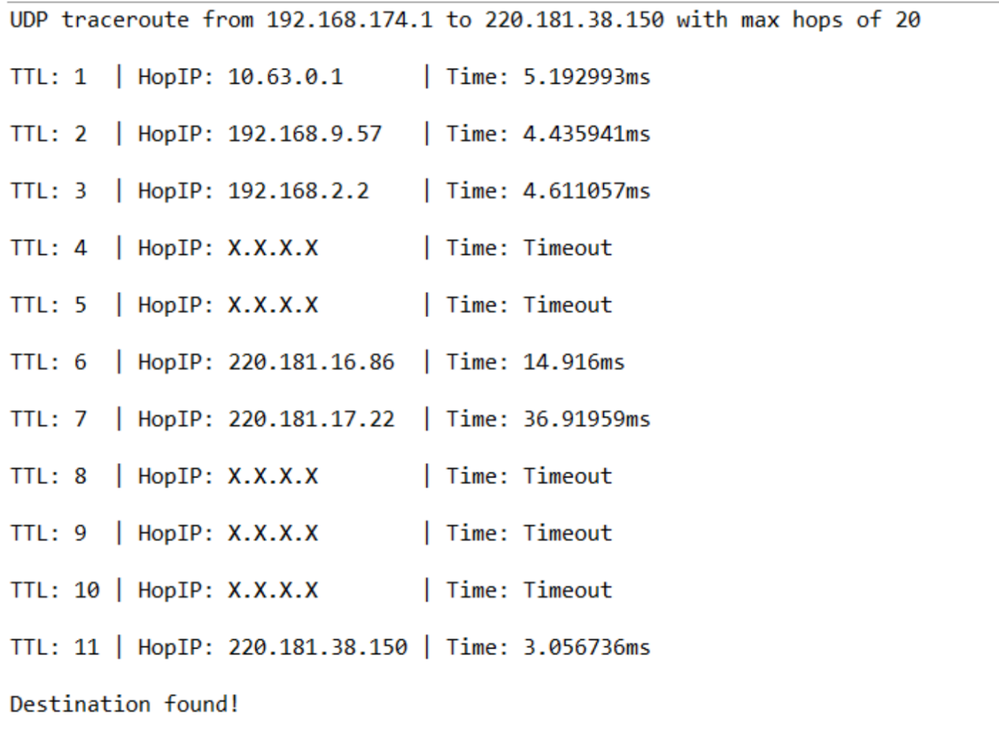 UDP traceroute from 192.168.174.1 to 220.181.38.150 with max hops of 20
TTL: 1 | HopIP: 10.63.0.1 | Time: 5.192993ms
TTL: 2 | HopIP: 192.168.9.57 | Time: 4.435941ms
TTL: 3 | HopIP: 192.168.2.2 | Time: 4.611057ms
TTL: 4 | HopIP: X.X.X.X | Time: Timeout
TTL: 5 | HopIP: X.X.X.X | Time: Timeout
TTL: 6 | HopIP: 220.181.16.86 | Time: 14.916ms
TTL: 7 | HopIP: 220.181.17.22 | Time: 36.91959ms
TTL: 8 | HopIP: X.X.X.X | Time: Timeout
TTL: 9 | HopIP: X.X.X.X | Time: Timeout
TTL: 10 | HopIP: X.X.X.X | Time: Timeout
TTL: 11 | HopIP: 220.181.38.150 | Time: 3.056736ms
Destination found!